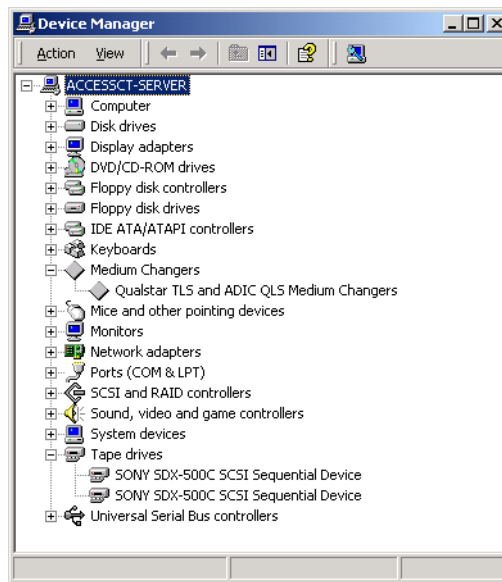 Device Manager
Action View
ACCESSCT-SERVER
Computer
Disk drives
Display adapters
DVD/CD-ROM drives
Floppy disk controllers
Floppy disk drives
IDE ATA/ATAPI controllers
Keyboards
Medium Changers
Qualstar TLS and ADIC QLS Medium Changers
Mice and other pointing devices
Monitors
Network adapters
Ports (COM & LPT)
SCSI and RAID controllers
Sound, video and game controllers
System devices
Tape drives
SONY SDX-500C SCSI Sequential Device
SONY SDX-500C SCSI Sequential Device
Universal Serial Bus controllers